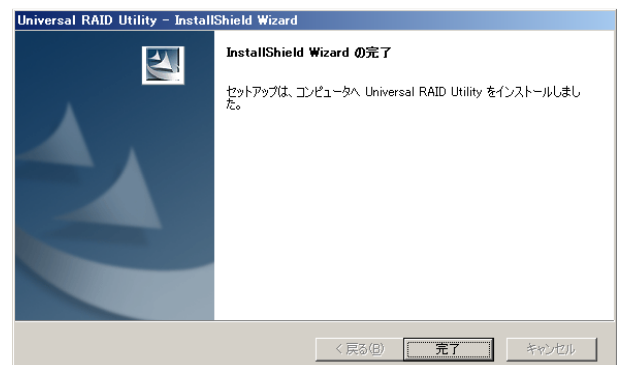 Universal RAID Utility - InstallShield Wizard
InstallShield Wizard の完了
セットアップは、コンピュータへ Universal RAID Utility をインストールしまし
た。
< 戻る(B)
完了
キャンセル